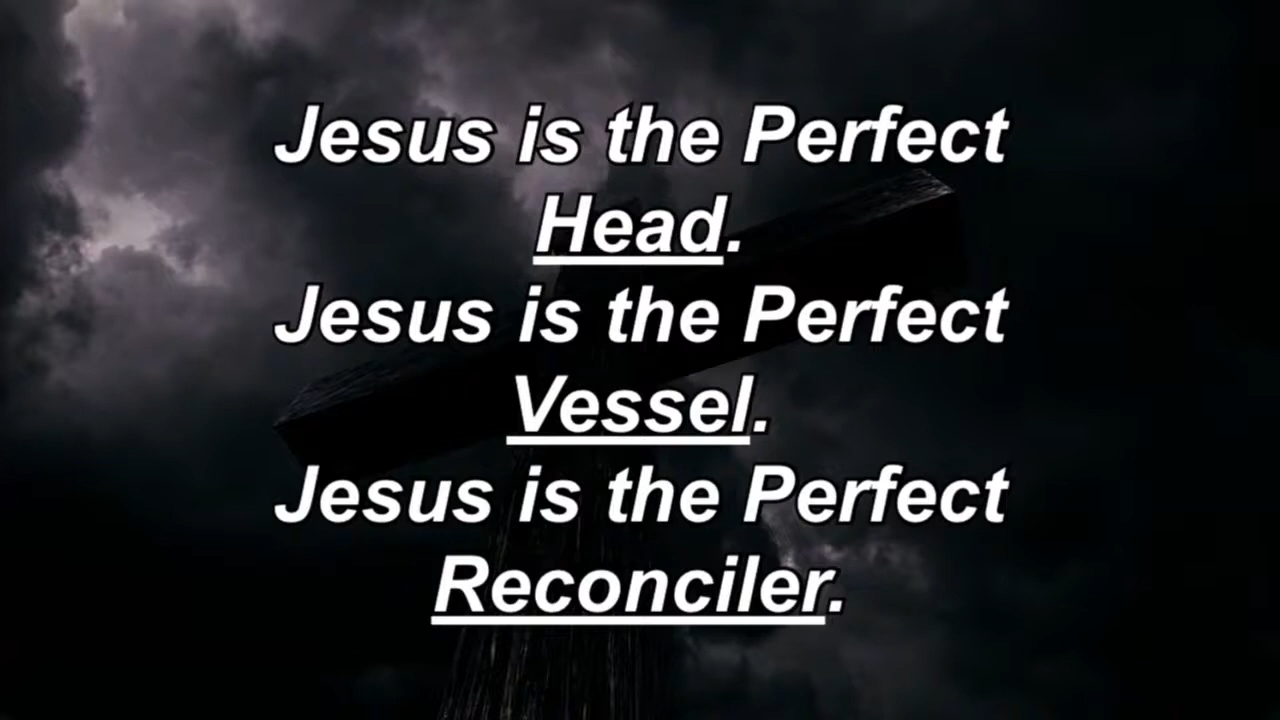 Jesus is the Perfect
Head.
Jesus is the Perfect
Vessel.
Jesus is the Perfect
Reconciler.